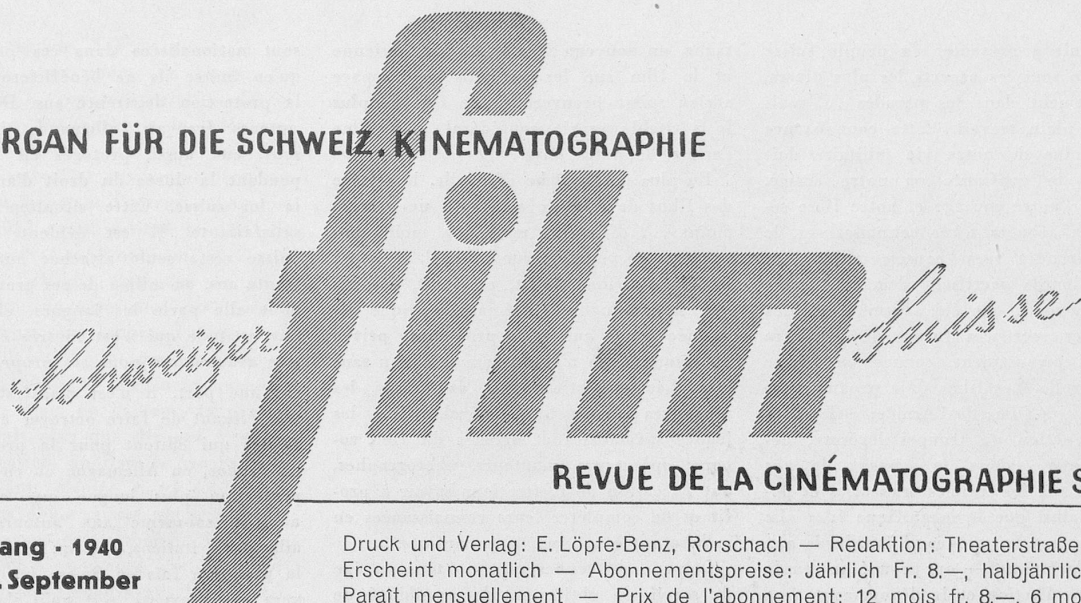 ORGAN FÜR DIE SCHWEIZ. KINEMATOGRAPHIE
Schweizer film Suisse
REVUE DE LA CINÉMATOGRAPHIE S
ang 1940
. September
Druck und Verlag: E. Löpfe-Benz, Rorschach — Redaktion: Theaterstraße
Erscheint monatlich — Abonnementspreise: Jährlich Fr. 8.—, halbjährlic
Paraît mensuellement — Prix de l'abonnement: 12 mois fr. 8.—, 6 mo